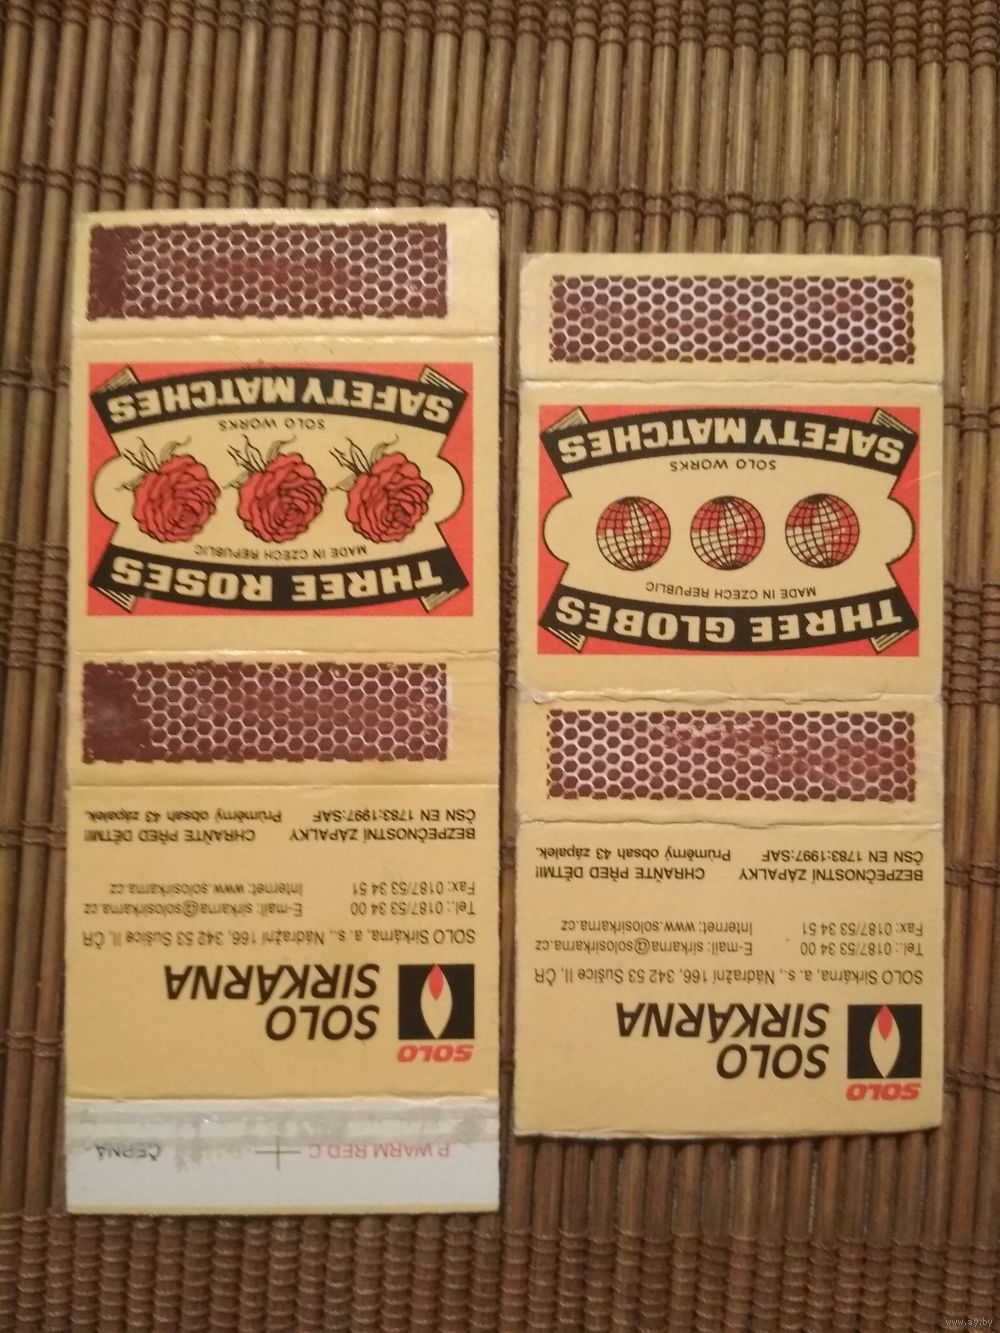 P WARM RED C ČERNÁ
SOLO
SOLO
SIRKÁRNA
SOLO Sirkárna, a. s., Nádražní 166, 342 53 Sušice II, ČR
Tel.: 0187/53 34 00 E-mail: sirkarna@solosirkarna.cz
Fax: 0187/53 34 51 Internet: www.solosirkarna.cz
BEZPEČNOSTNÍ ZÁPALKY CHRAŇTE PŘED DĚTMI!
ČSN EN 1783:1997:SAF Průměrný obsah 43 zápalek.
THREE ROSES
MADE IN CZECH REPUBLIC
SOLO WORKS
SAFETY MATCHES
SOLO
SOLO
SIRKÁRNA
SOLO Sirkárna, a. s., Nádražní 166, 342 53 Sušice II, ČR
Tel.: 0187/53 34 00 E-mail: sirkarna@solosirkarna.cz
Fax: 0187/53 34 51 Internet: www.solosirkarna.cz
BEZPEČNOSTNÍ ZÁPALKY CHRAŇTE PŘED DĚTMI!
ČSN EN 1783:1997:SAF Průměrný obsah 43 zápalek.
THREE GLOBES
MADE IN CZECH REPUBLIC
SOLO WORKS
SAFETY MATCHES
www.ay.by